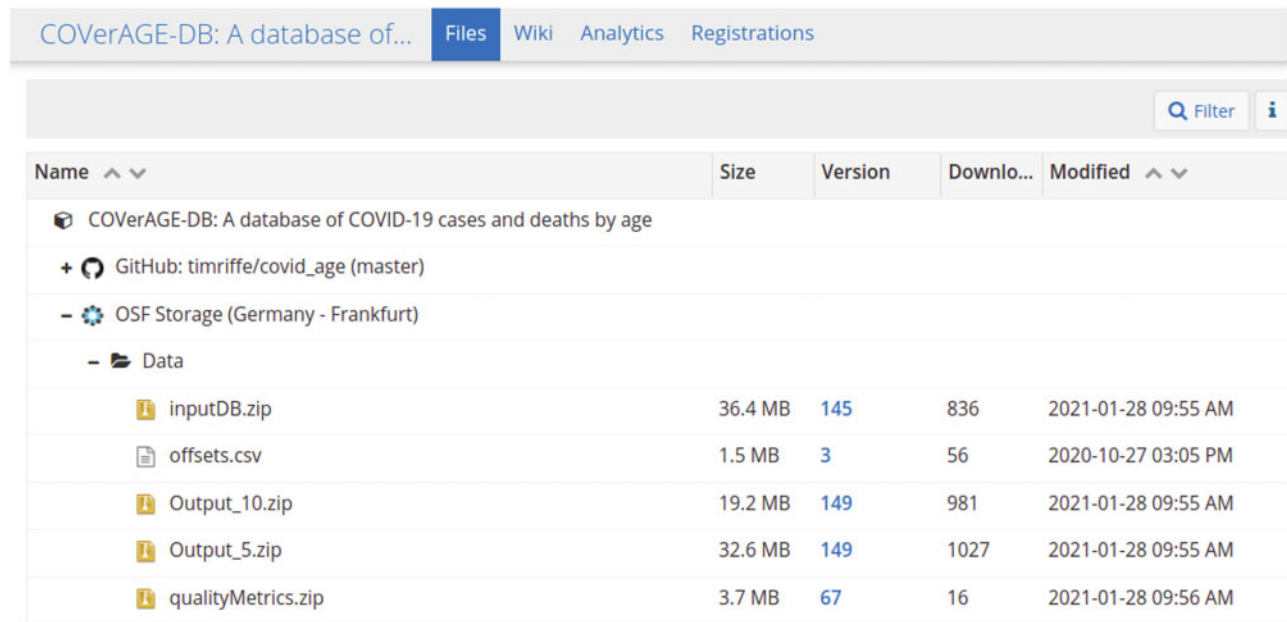 COVerAGE-DB: A database of... Files Wiki Analytics Registrations
Filter i
Name Size Version Downlo... Modified
COVerAGE-DB: A database of COVID-19 cases and deaths by age
+ GitHub: timriffe/covid_age (master)
– OSF Storage (Germany - Frankfurt)
– Data
inputDB.zip 36.4 MB 145 836 2021-01-28 09:55 AM
offsets.csv 1.5 MB 3 56 2020-10-27 03:05 PM
Output_10.zip 19.2 MB 149 981 2021-01-28 09:55 AM
Output_5.zip 32.6 MB 149 1027 2021-01-28 09:55 AM
qualityMetrics.zip 3.7 MB 67 16 2021-01-28 09:56 AM